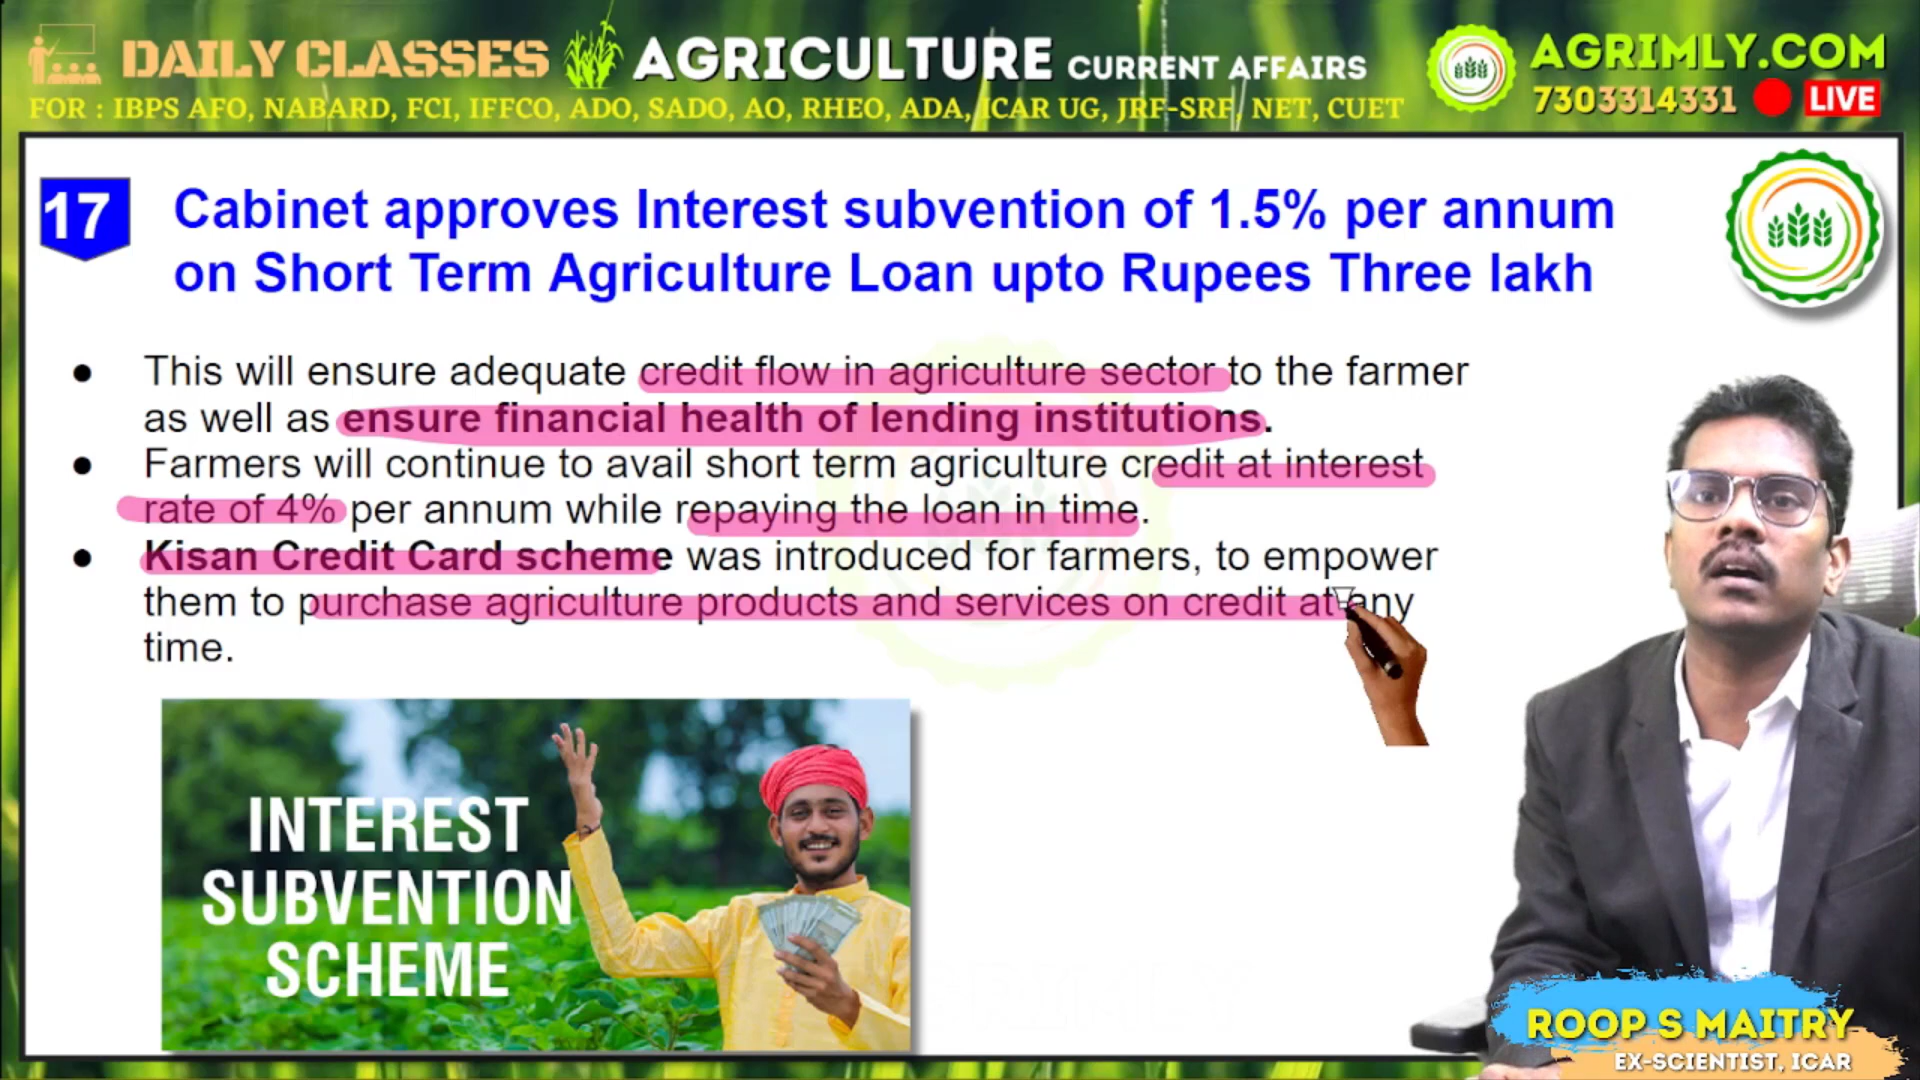 DAILY CLASSES AGRICULTURE CURRENT AFFAIRS
FOR : IBPS AFO, NABARD, FCI, IFFCO, ADO, SADO, AO, RHEO, ADA, ICAR UG, JRF-SRF, NET, CUET
AGRIMLY.COM
7303314331 LIVE
17
Cabinet approves Interest subvention of 1.5% per annum
on Short Term Agriculture Loan upto Rupees Three lakh
● This will ensure adequate credit flow in agriculture sector to the farmer
as well as ensure financial health of lending institutions.
● Farmers will continue to avail short term agriculture credit at interest
rate of 4% per annum while repaying the loan in time.
● Kisan Credit Card scheme was introduced for farmers, to empower
them to purchase agriculture products and services on credit at any
time.
INTEREST
SUBVENTION
SCHEME
ROOP S MAITRY
EX-SCIENTIST, ICAR